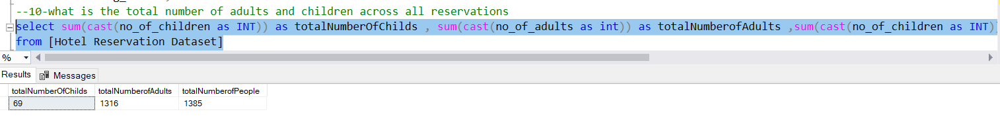 --10-what is the total number of adults and children across all reservations
select sum(cast(no_of_children as INT)) as totalNumberOfChilds , sum(cast(no_of_adults as int)) as totalNumberofAdults ,sum(cast(no_of_children as INT)
from [Hotel Reservation Dataset]
%
Results Messages
totalNumberOfChilds totalNumberofAdults totalNumberofPeople
69 1316 1385